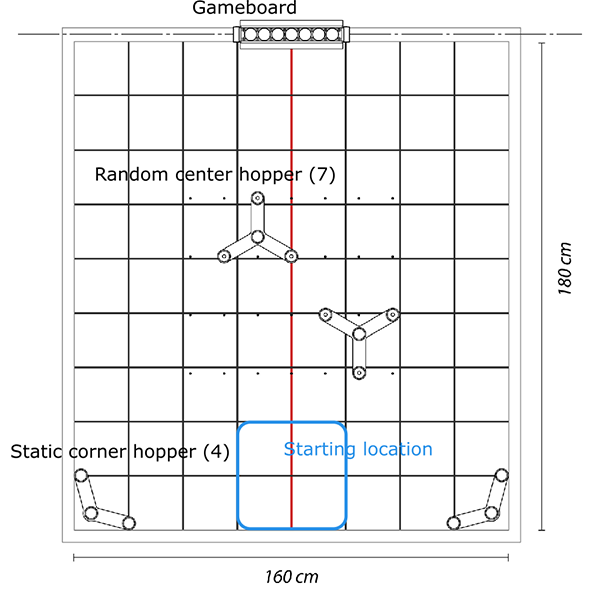 Gameboard
Random center hopper (7)
180 cm
Static corner hopper (4)
Starting location
160 cm